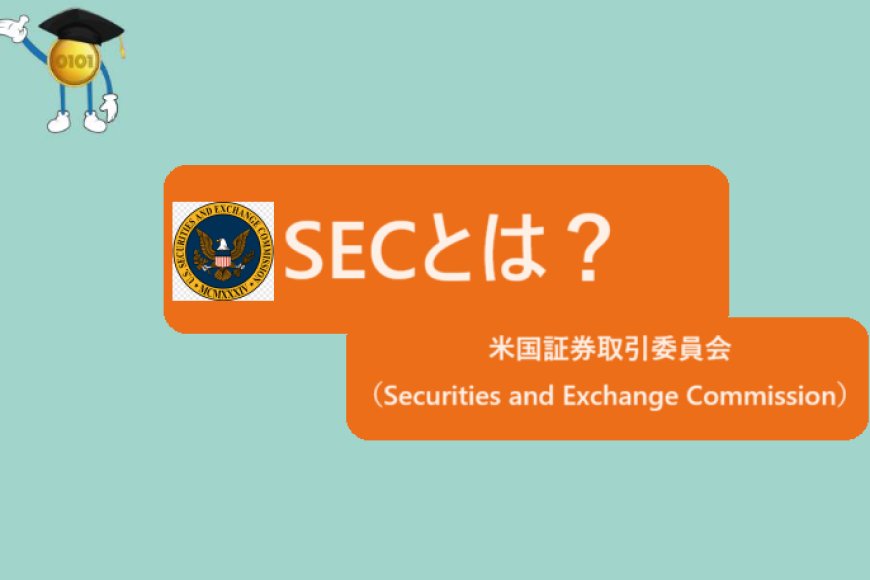 0101
U.S. SECURITIES AND EXCHANGE COMMISSION
MCMXXXIV
SECとは？
米国証券取引委員会
（Securities and Exchange Commission）